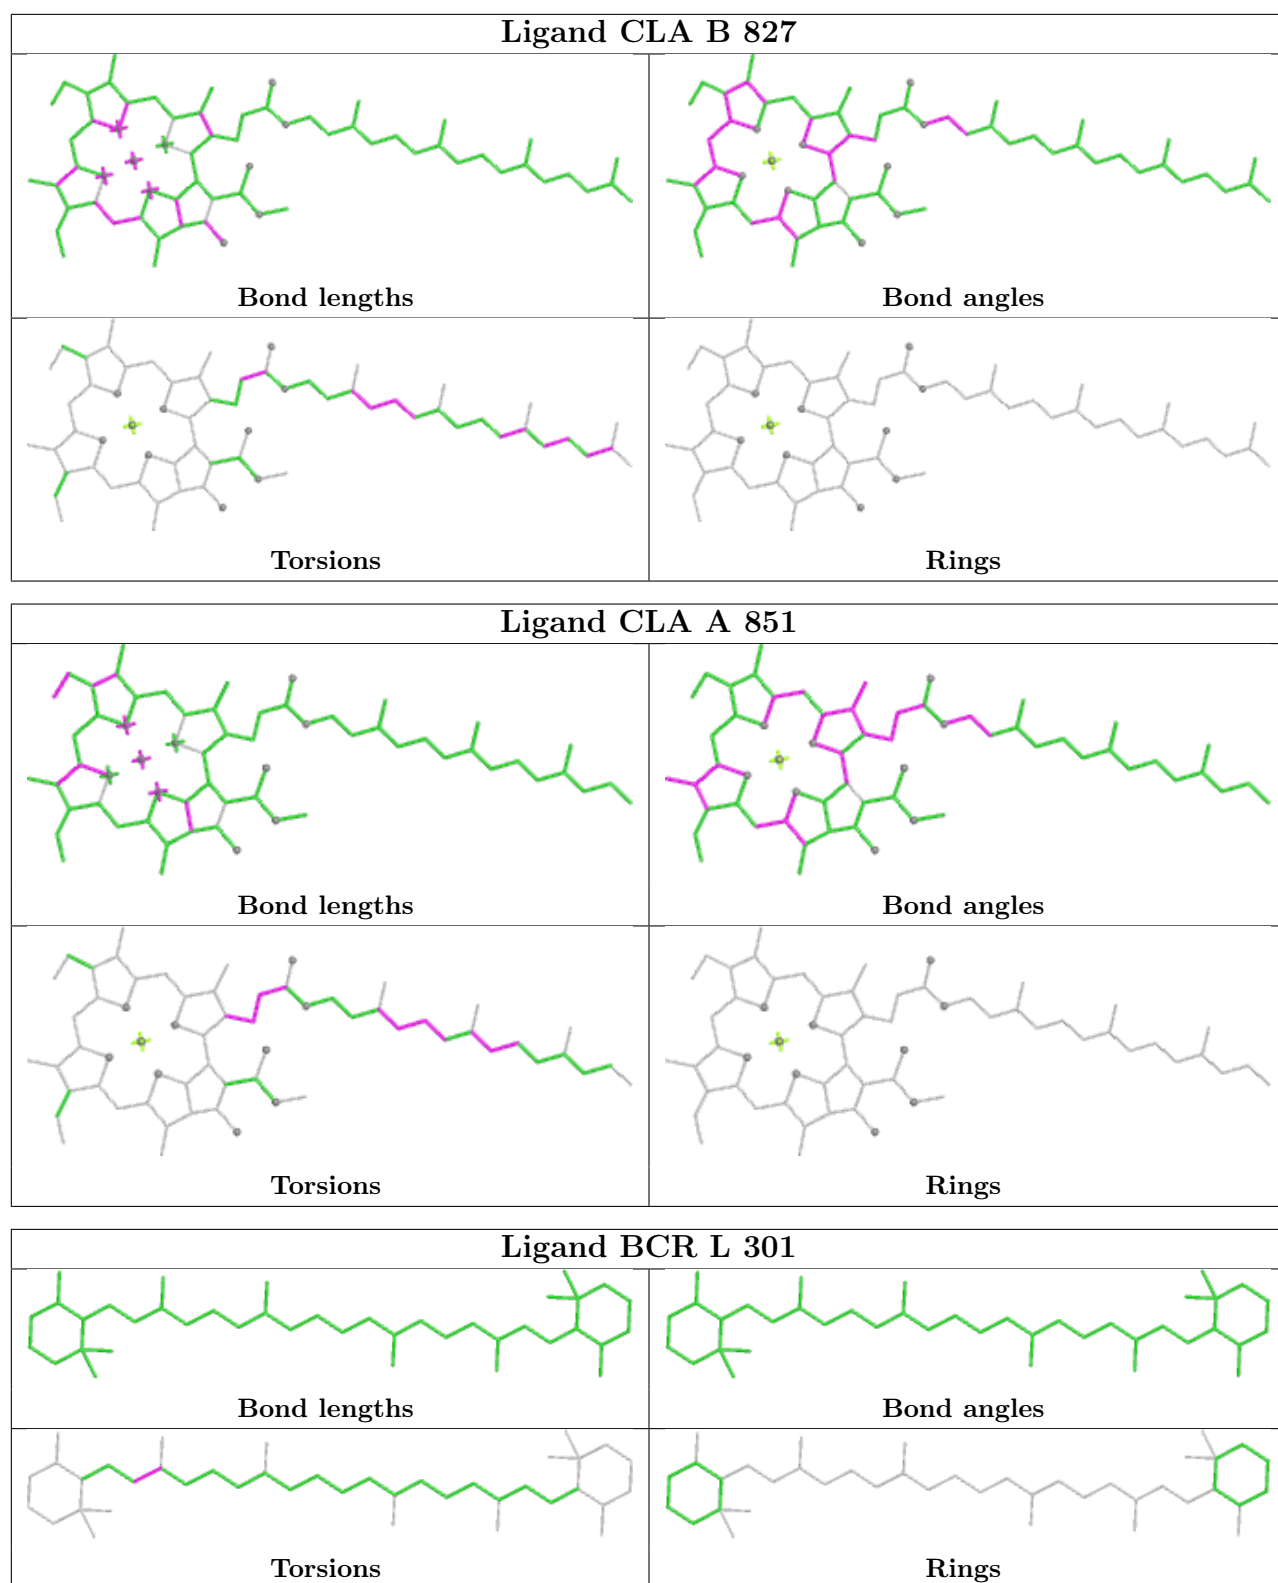 Ligand CLA B 827
Bond lengths
Bond angles
Torsions
Rings
Ligand CLA A 851
Bond lengths
Bond angles
Torsions
Rings
Ligand BCR L 301
Bond lengths
Bond angles
Torsions
Rings